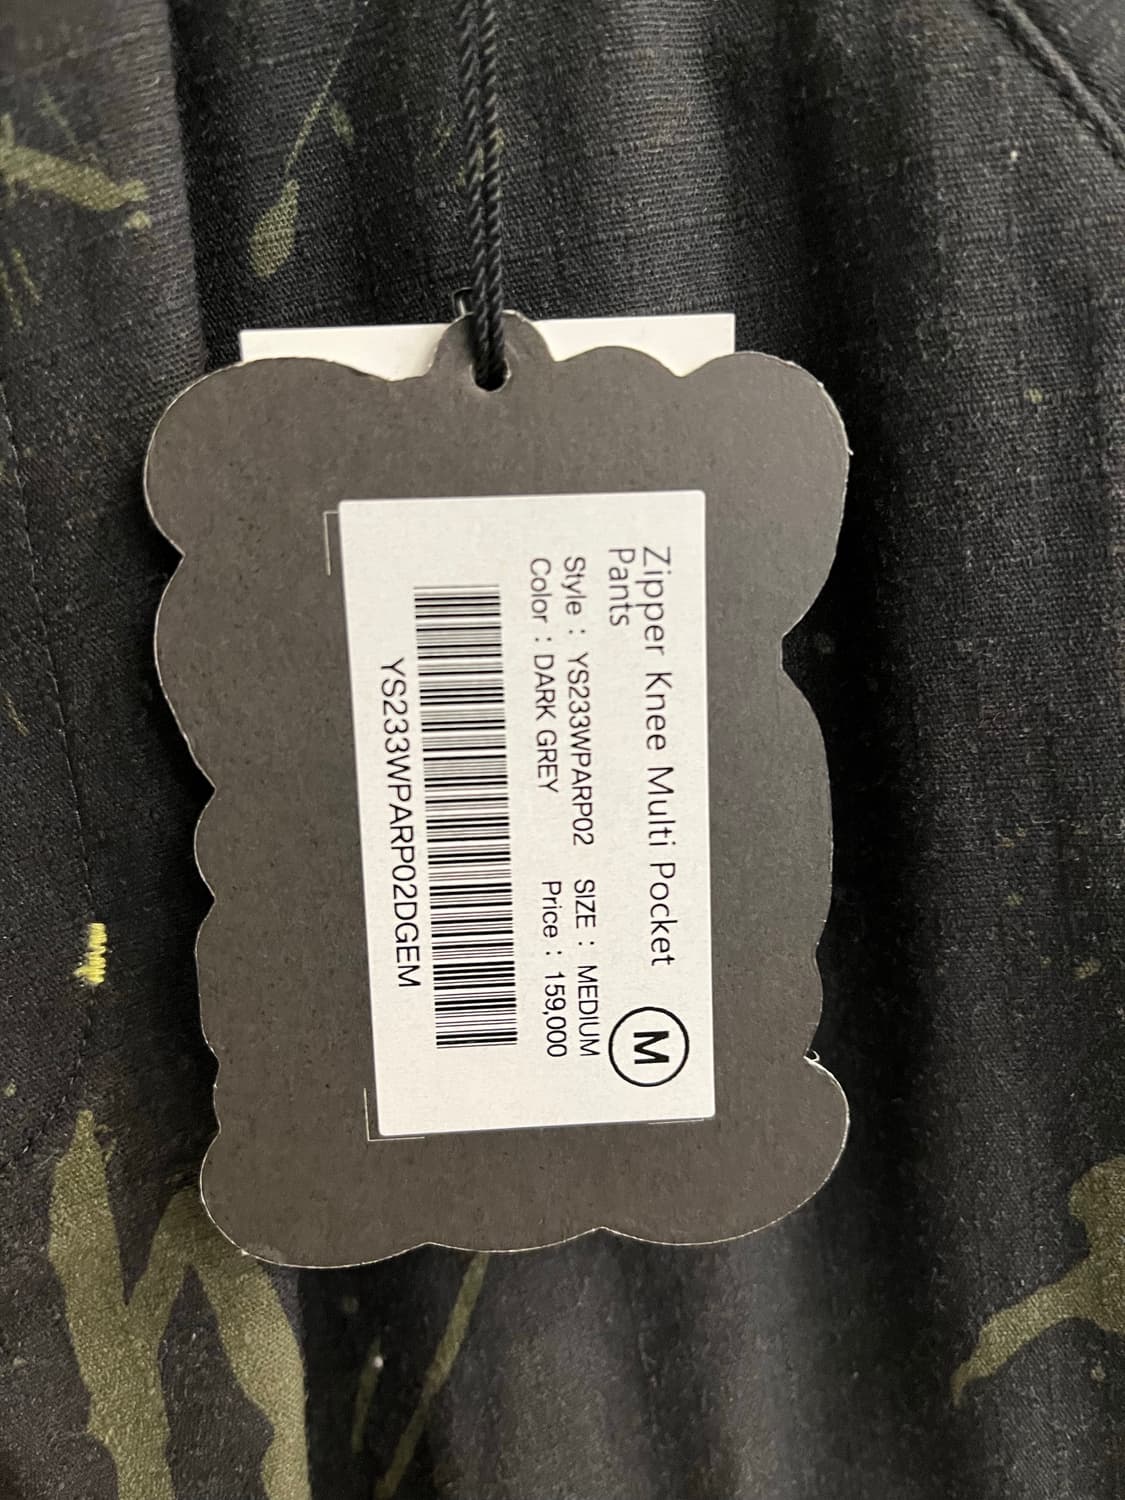 Zipper Knee Multi Pocket
Pants
M
Style : YS233WPARP02 SIZE : MEDIUM
Color : DARK GREY Price : 159,000
YS233WPARP02DGEM